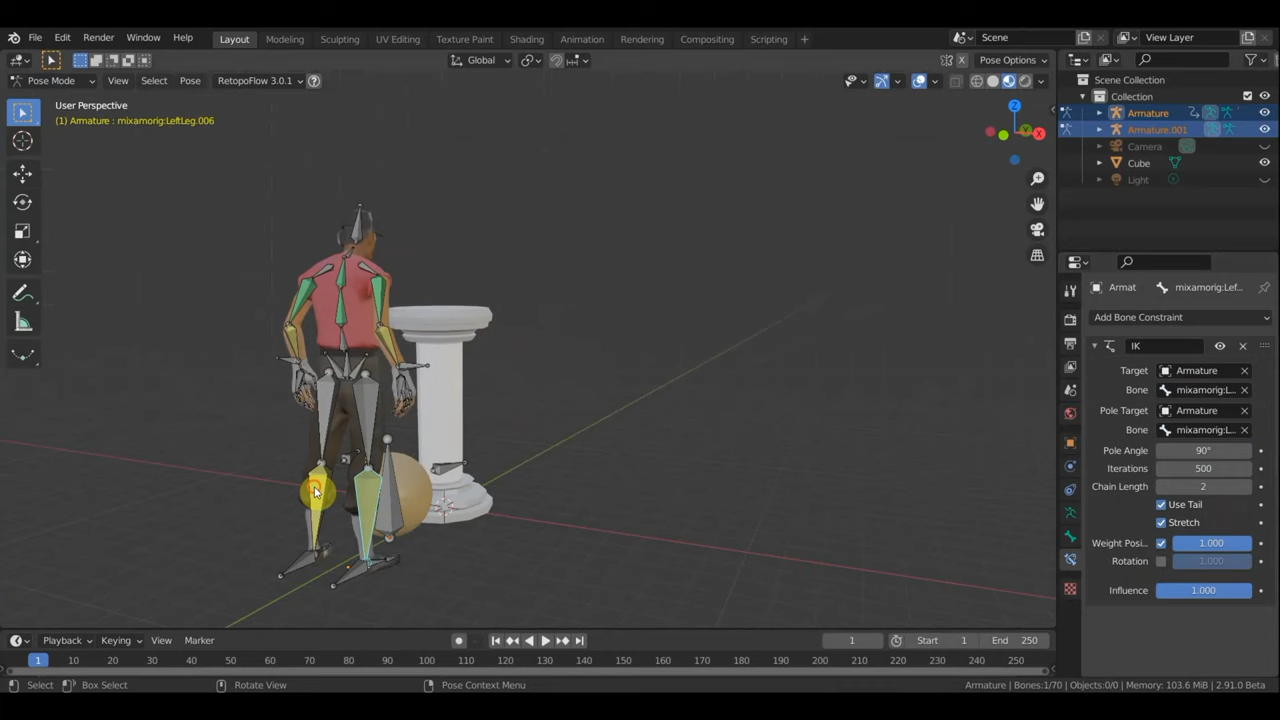 File Edit Render Window Help Layout Modeling Sculpting UV Editing Texture Paint Shading Animation Rendering Compositing Scripting + Scene View Layer
Global Pose Options
Pose Mode View Select Pose RetopoFlow 3.0.1
User Perspective
(1) Armature : mixamorig:LeftLeg.006
Z
Y
X
Scene Collection
Collection
Armature
Armature.001
Camera
Cube
Light
Armat mixamorig:Lef...
Add Bone Constraint
IK
Target Armature
Bone mixamorig:L...
Pole Target Armature
Bone mixamorig:L...
Pole Angle 90°
Iterations 500
Chain Length 2
Use Tail
Stretch
Weight Posi... 1.000
Rotation 1.000
Influence 1.000
Playback Keying View Marker 1 Start 1 End 250
1 10 20 30 40 50 60 70 80 90 100 110 120 130 140 150 160 170 180 190 200 210 220 230 240 250
Select Box Select Rotate View Pose Context Menu Armature | Bones:1/70 | Objects:0/0 | Memory: 103.6 MiB | 2.91.0 Beta